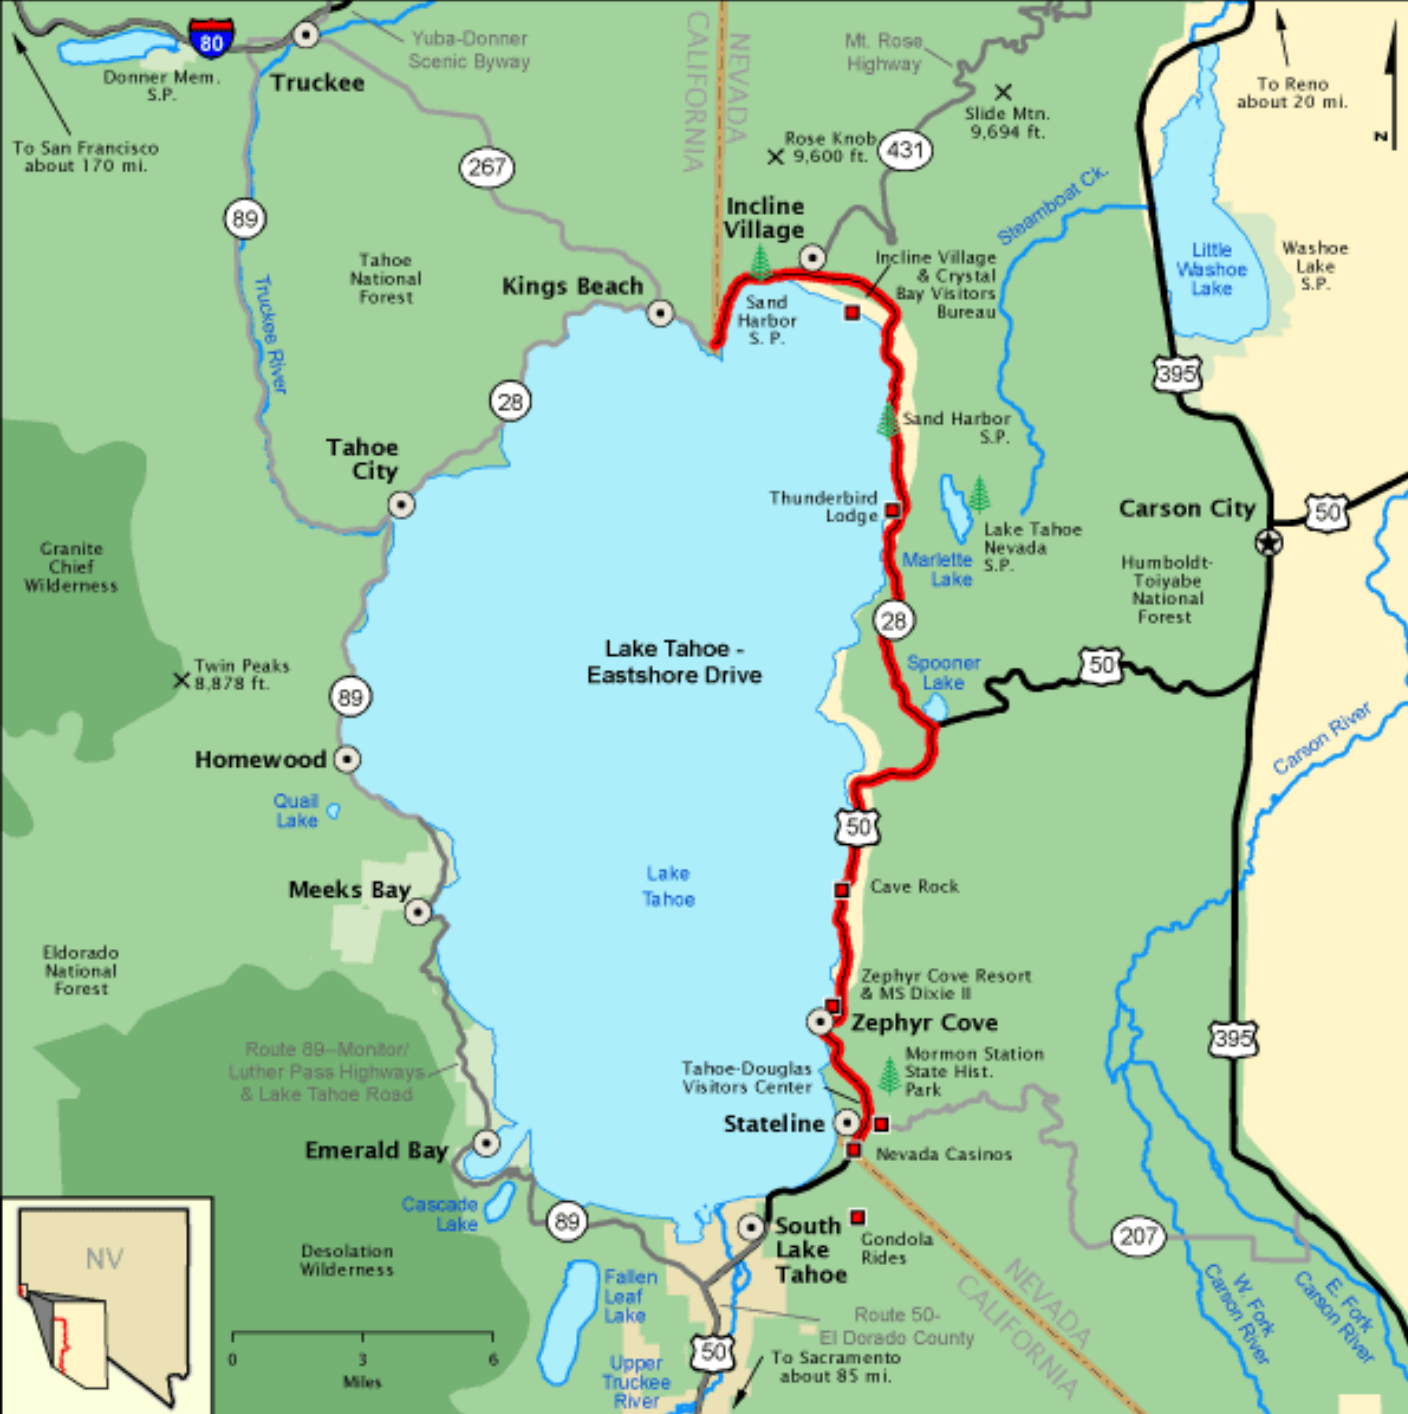 80
Donner Mem.
S.P.
Truckee
Yuba-Donner
Scenic Byway
CALIFORNIA
NEVADA
Mt. Rose
Highway
Slide Mtn.
9,694 ft.
To Reno
about 20 mi.
N
To San Francisco
about 170 mi.
267
Rose Knob
9,600 ft.
431
89
Incline
Village
Steamboat Ck.
Tahoe
National
Forest
Kings Beach
Truckee River
Sand
Harbor
S. P.
Incline Village
& Crystal
Bay Visitors
Bureau
Little
Washoe
Lake
Washoe
Lake
S.P.
395
28
Sand Harbor
S.P.
Tahoe
City
Thunderbird
Lodge
Lake Tahoe
Nevada
S.P.
Marlette
Lake
Carson City
50
Humboldt-
Toiyabe
National
Forest
Granite
Chief
Wilderness
28
Lake Tahoe -
Eastshore Drive
Spooner
Lake
50
Twin Peaks
8,878 ft.
89
Homewood
Quail
Lake
Carson River
50
Lake
Tahoe
Cave Rock
Meeks Bay
Eldorado
National
Forest
Zephyr Cove Resort
& MS Dixie II
Zephyr Cove
395
Route 89-Monitor/
Luther Pass Highways
& Lake Tahoe Road
Tahoe-Douglas
Visitors Center
Mormon Station
State Hist.
Park
Stateline
Nevada Casinos
Emerald Bay
Cascade
Lake
89
South
Lake
Tahoe
Gondola
Rides
207
NV
Desolation
Wilderness
Fallen
Leaf
Lake
NEVADA
CALIFORNIA
W. Fork
Carson River
E. Fork
Carson River
Route 50-
El Dorado County
50
To Sacramento
about 85 mi.
0 3 6
Miles
Upper
Truckee
River